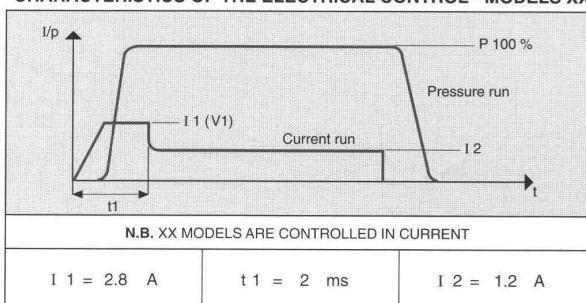 CHARACTERISTICS OF THE ELECTRICAL CONTROL - MODELS XX
I/p
P 100 %
Pressure run
I 1 (V1)
Current run
I 2
t1
t
N.B. XX MODELS ARE CONTROLLED IN CURRENT
I 1 = 2.8 A
t 1 = 2 ms
I 2 = 1.2 A